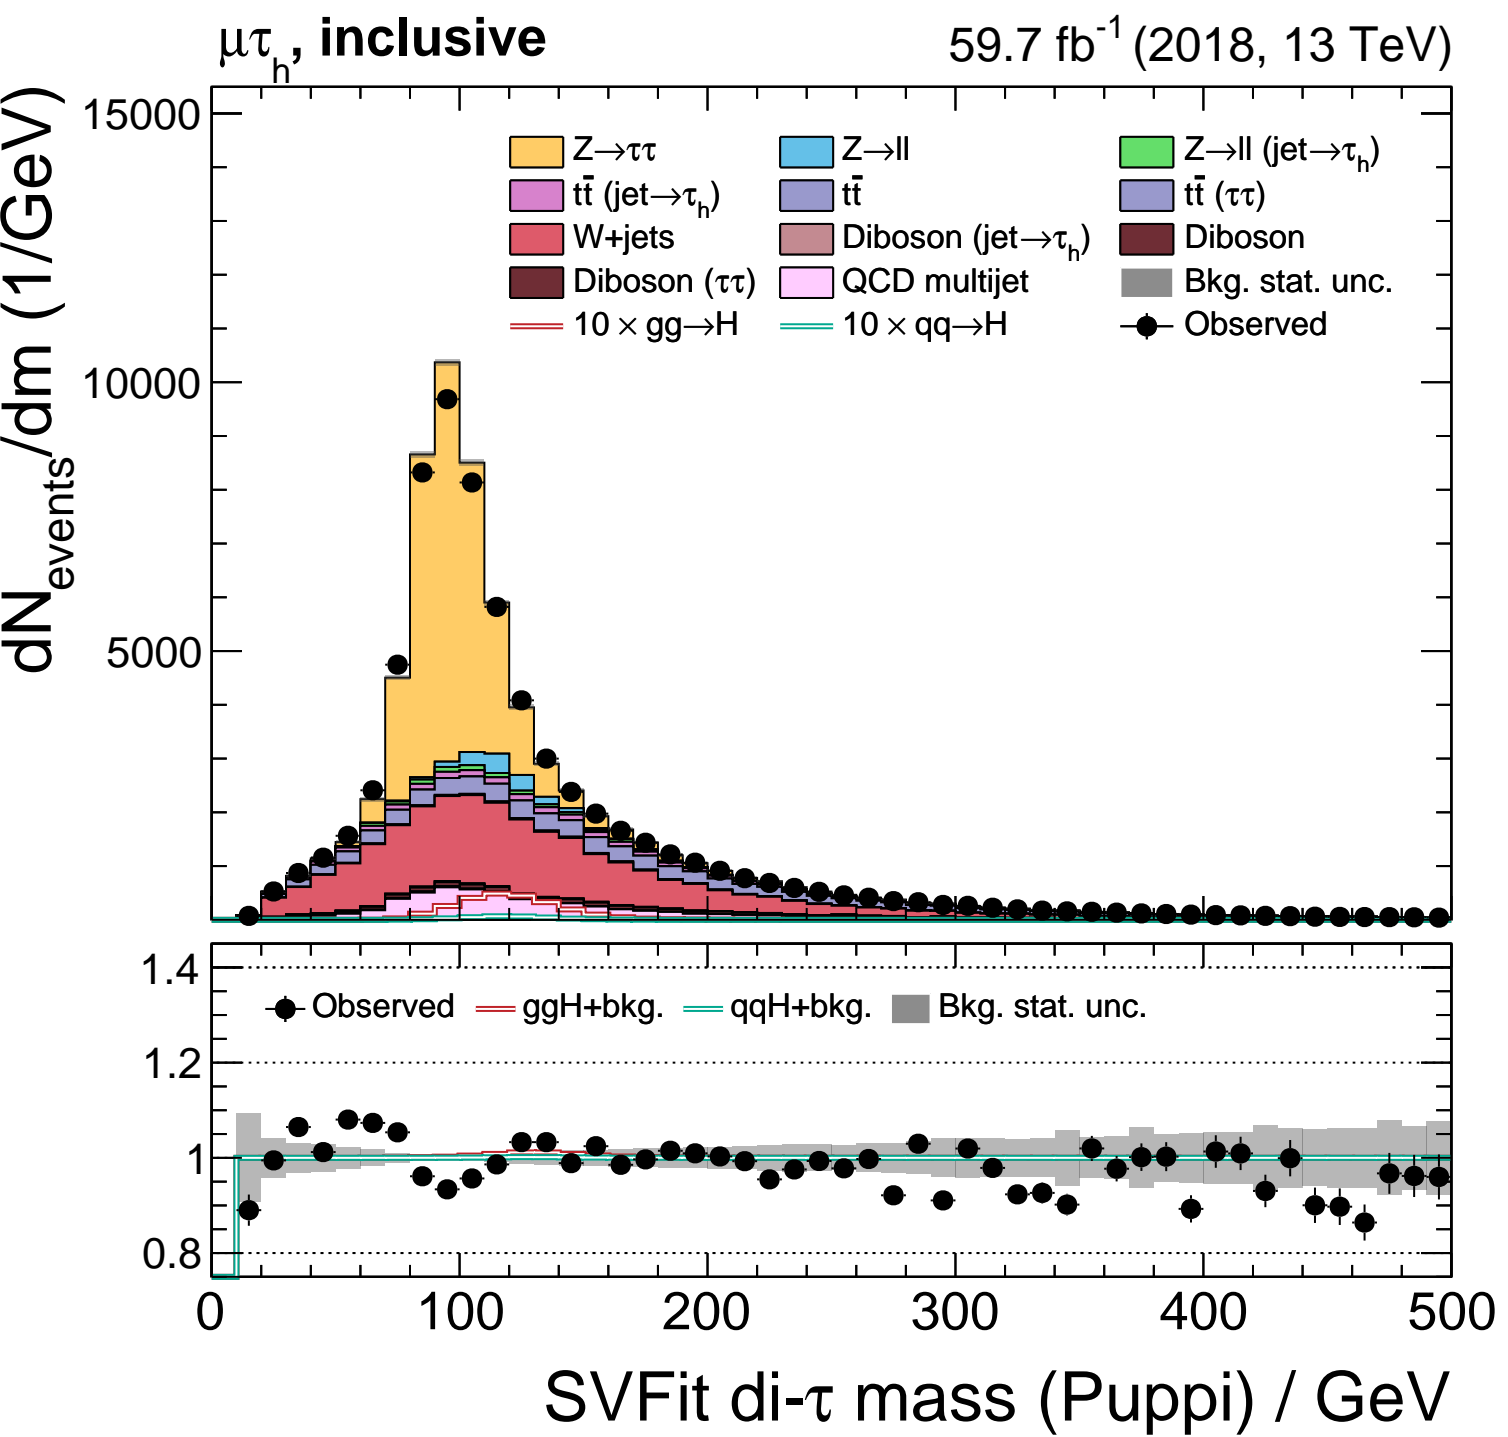 μτₕ, inclusive 59.7 fb⁻¹ (2018, 13 TeV)
dN_events/dm (1/GeV)
15000
10000
5000
Z→ττ Z→ll Z→ll (jet→τₕ)
tt̄ (jet→τₕ) tt̄ tt̄ (ττ)
W+jets Diboson (jet→τₕ) Diboson
Diboson (ττ) QCD multijet Bkg. stat. unc.
10 × gg→H 10 × qq→H Observed
1.4
1.2
1
0.8
Observed ggH+bkg. qqH+bkg. Bkg. stat. unc.
0 100 200 300 400 500
SVFit di-τ mass (Puppi) / GeV